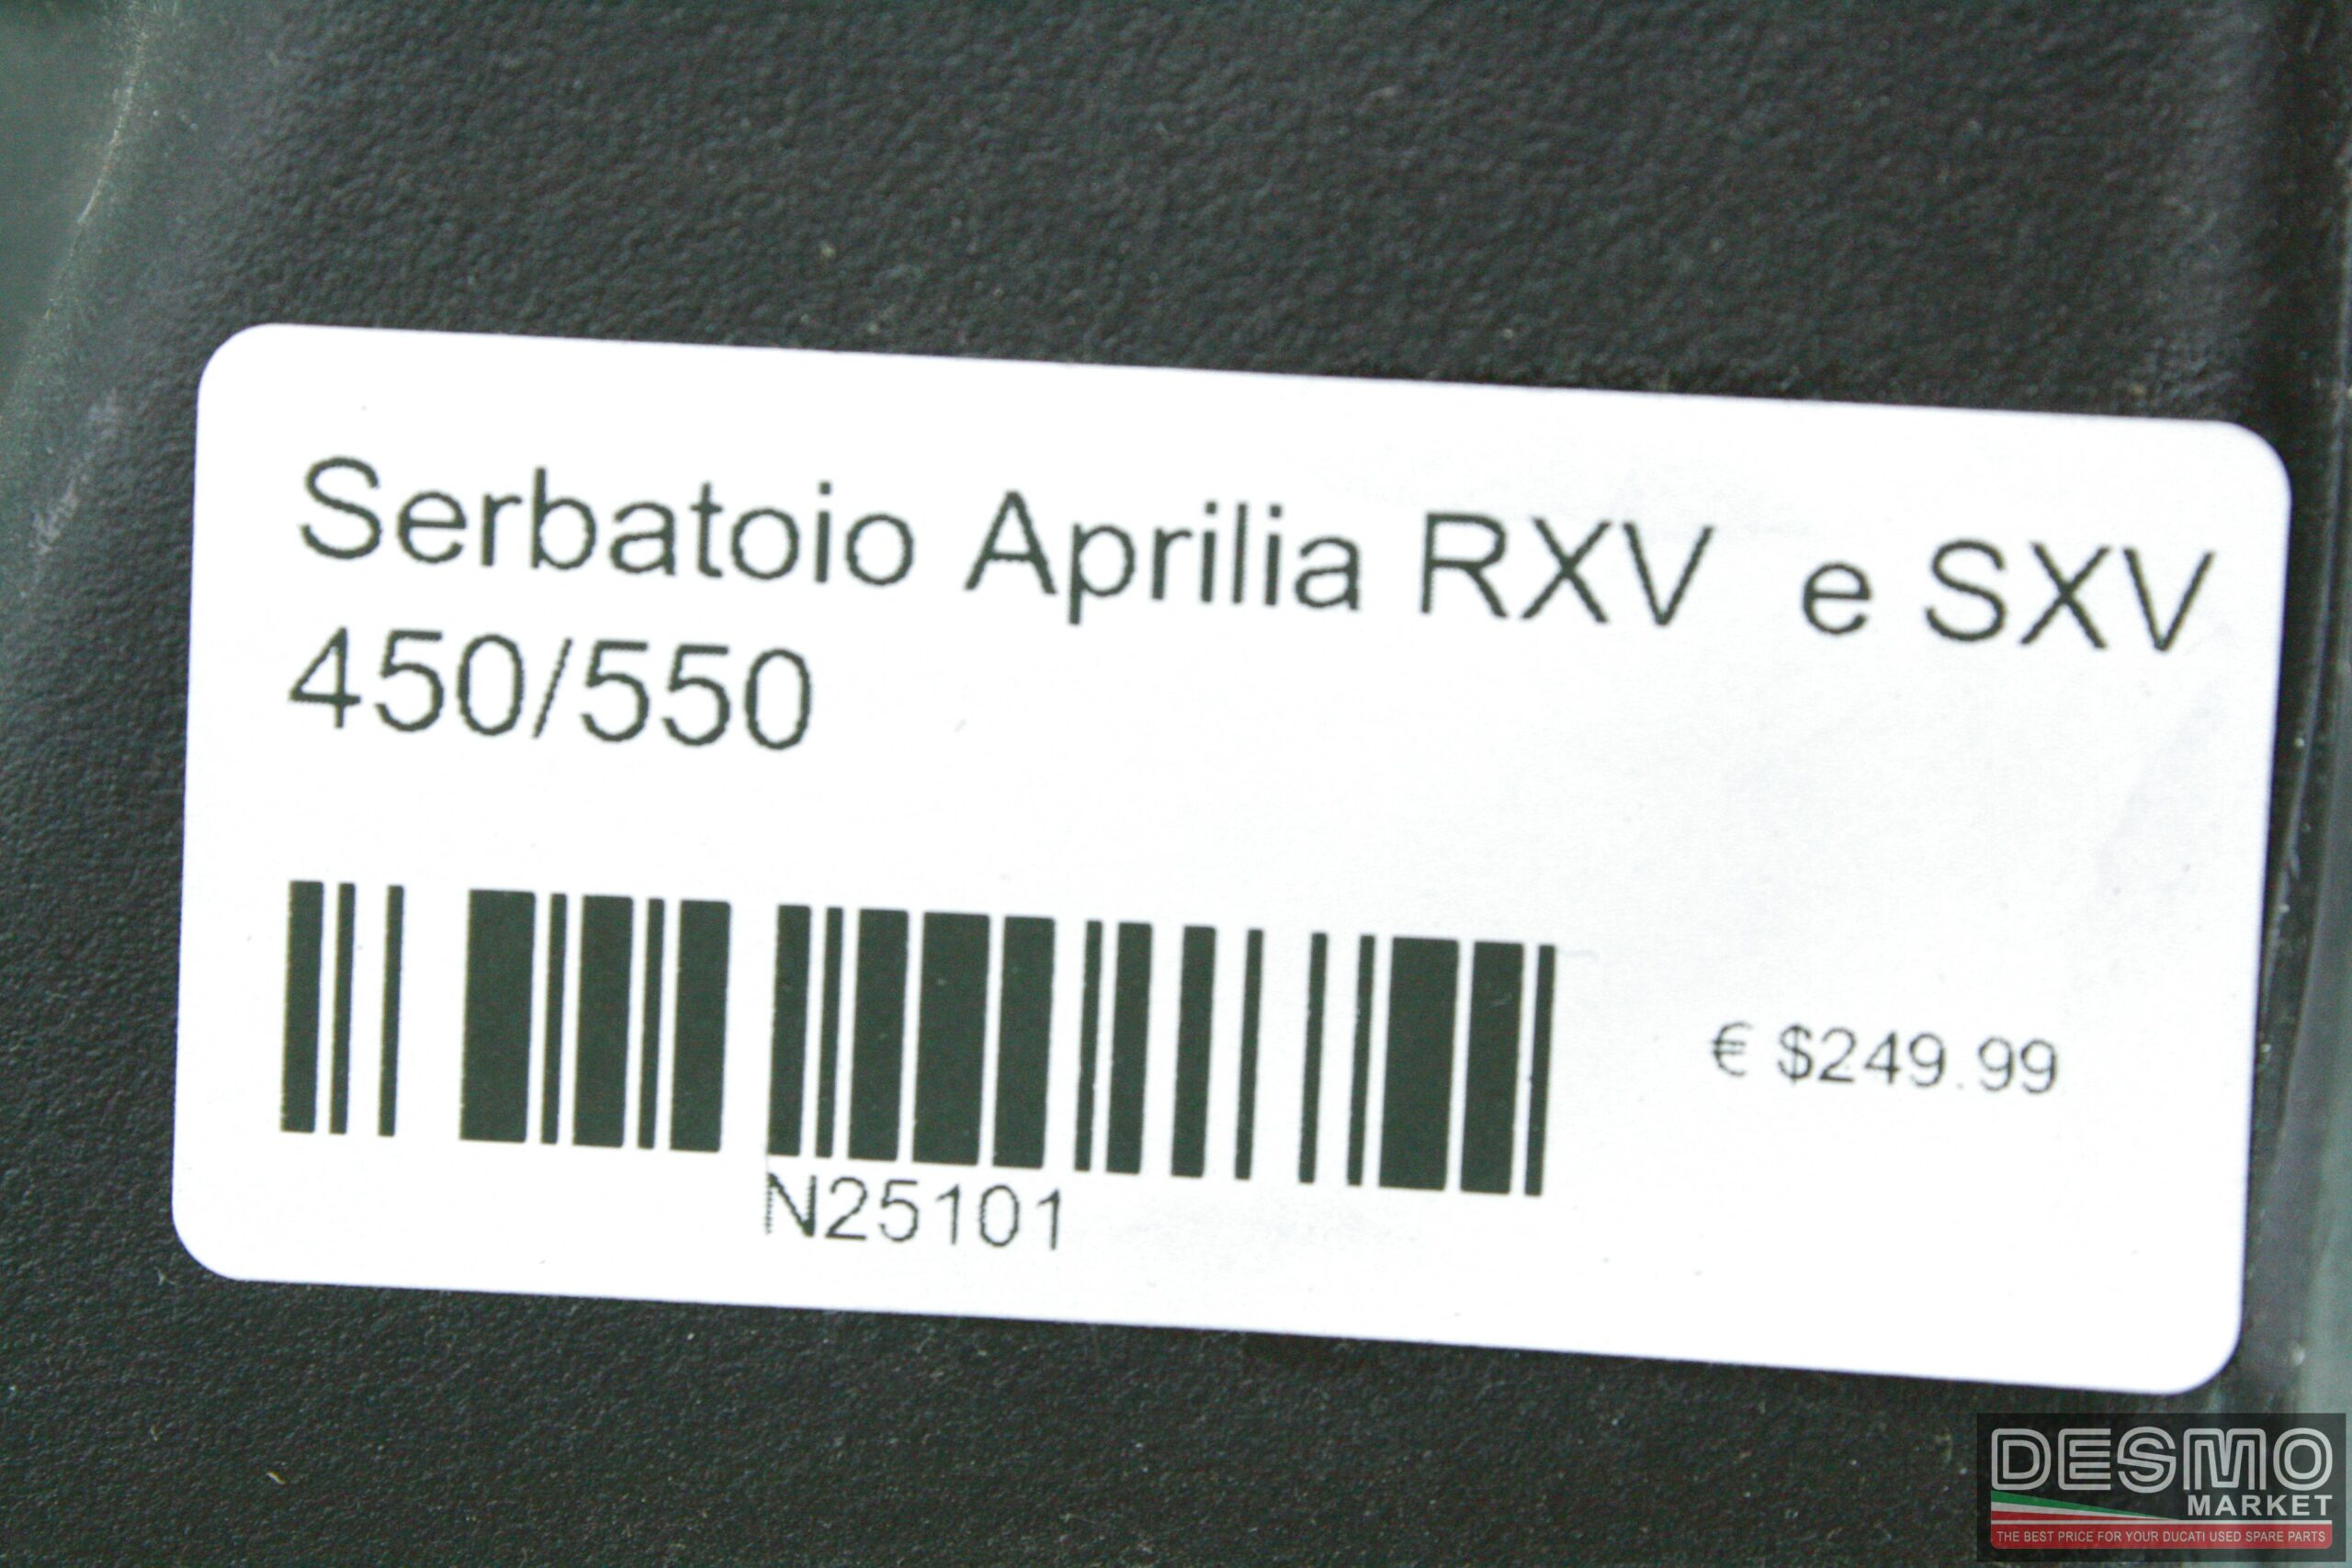 Serbatoio Aprilia RXV e SXV
450/550
€ $249.99
N25101
DESMO
MARKET
THE BEST PRICE FOR YOUR DUCATI USED SPARE PARTS